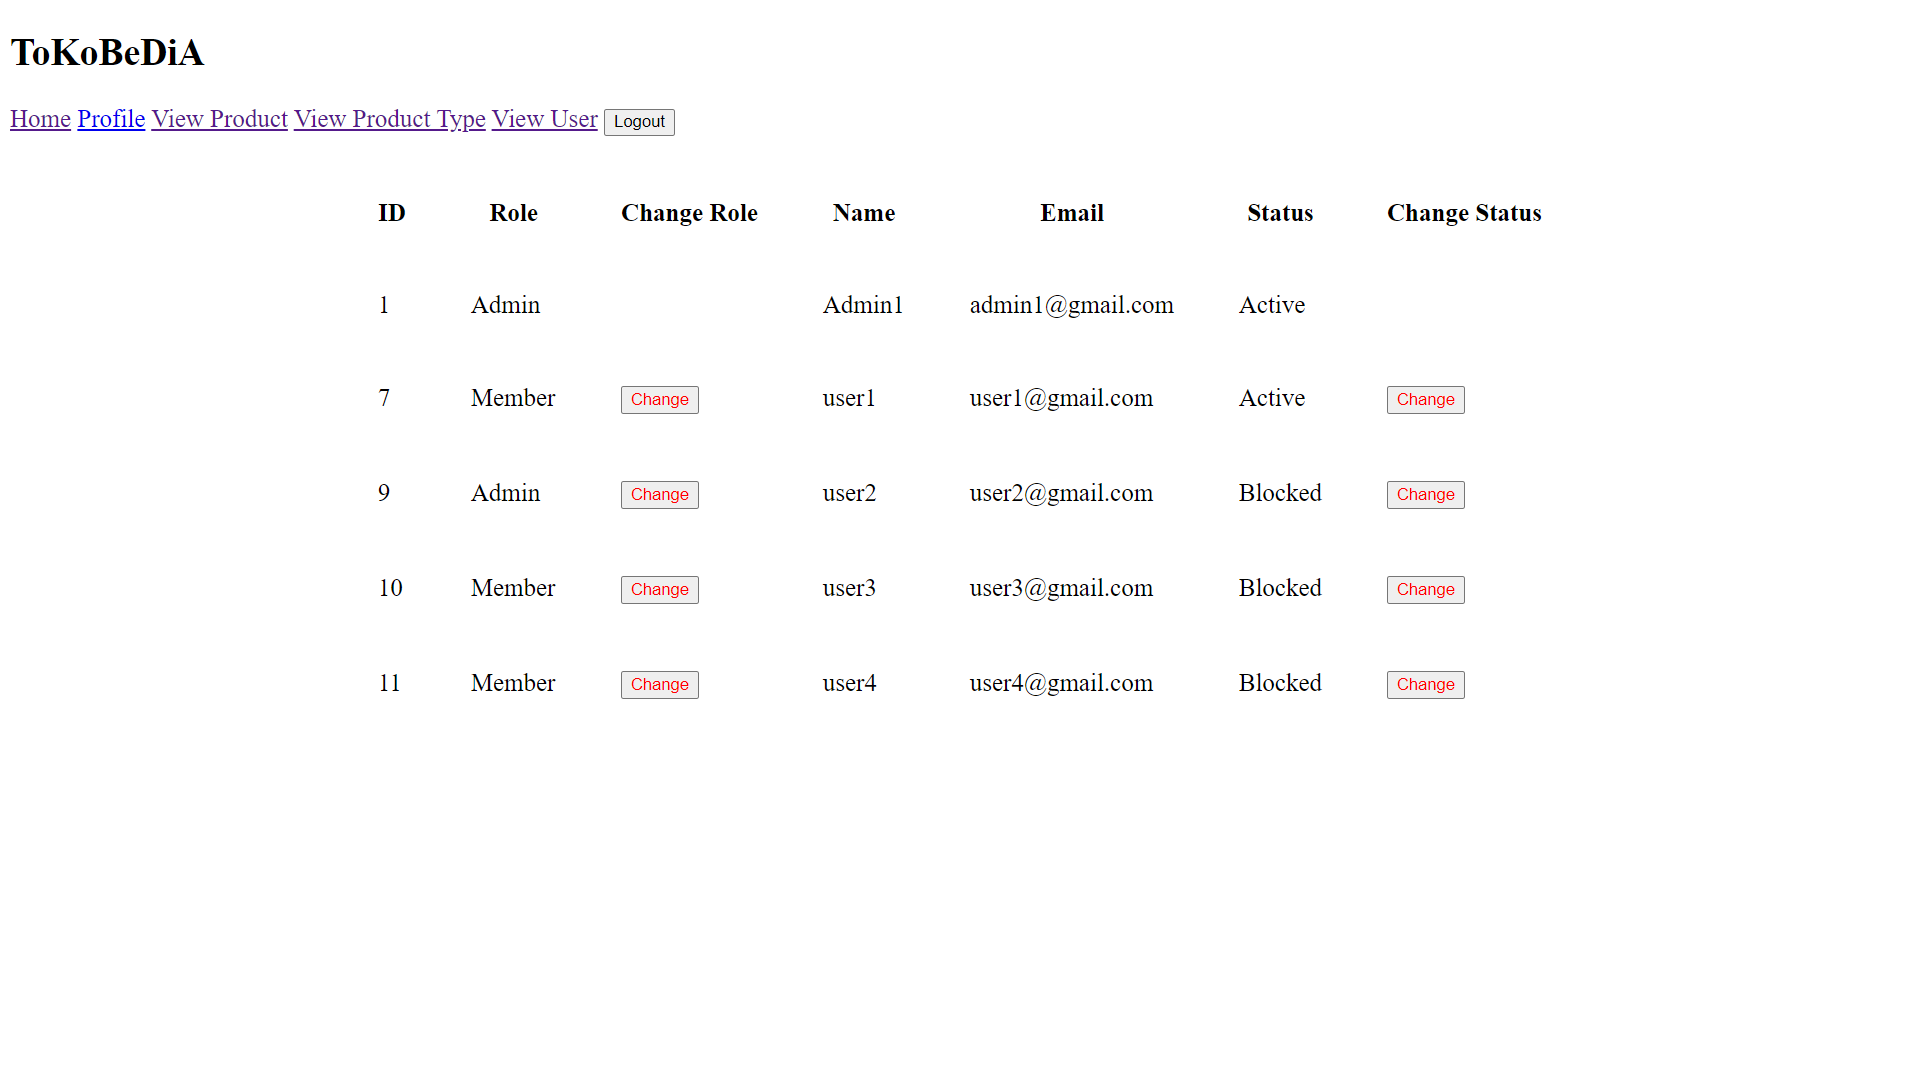 ToKoBeDiA
Home Profile View Product View Product Type View User Logout
ID Role Change Role Name Email Status Change Status
1 Admin Admin1 admin1@gmail.com Active
7 Member Change user1 user1@gmail.com Active Change
9 Admin Change user2 user2@gmail.com Blocked Change
10 Member Change user3 user3@gmail.com Blocked Change
11 Member Change user4 user4@gmail.com Blocked Change